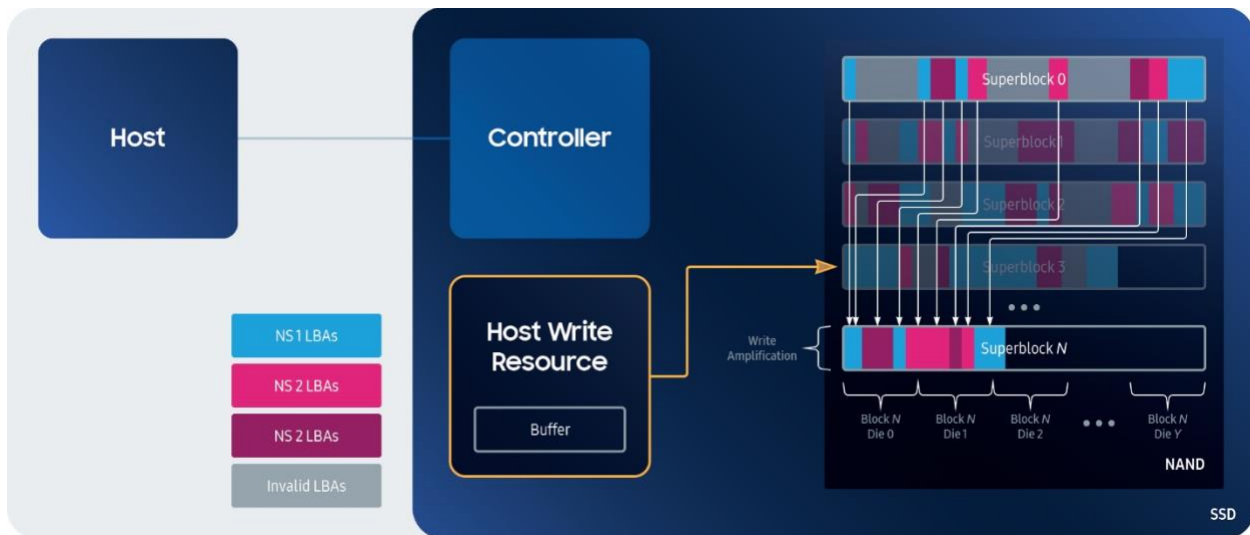 Host
Controller
Host Write
Resource
Buffer
NS 1 LBAs
NS 2 LBAs
NS 2 LBAs
Invalid LBAs
Superblock 0
Superblock 1
Superblock 2
Superblock 3
Superblock N
Write
Amplification
Block N
Die 0
Block N
Die 1
Block N
Die 2
Block N
Die Y
NAND
SSD